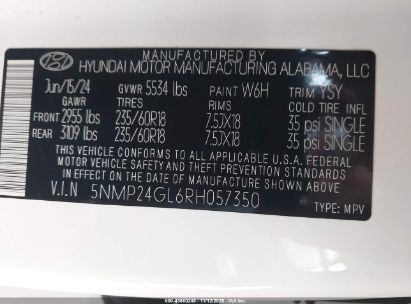 MANUFACTURED BY
HYUNDAI MOTOR MANUFACTURING ALABAMA, LLC
Jun/15/24 GVWR 5534 lbs PAINT W6H TRIM YSY
GAWR TIRES RIMS COLD TIRE INFL
FRONT 2955 lbs 235/60R18 7.5JX18 35 psi SINGLE
REAR 3109 lbs 235/60R18 7.5JX18 35 psi SINGLE
THIS VEHICLE CONFORMS TO ALL APPLICABLE U.S.A. FEDERAL
MOTOR VEHICLE SAFETY AND THEFT PREVENTION STANDARDS IN
EFFECT ON THE DATE OF MANUFACTURE SHOWN ABOVE.
V.I.N 5NMP24GL6RH057350
TYPE: MPV